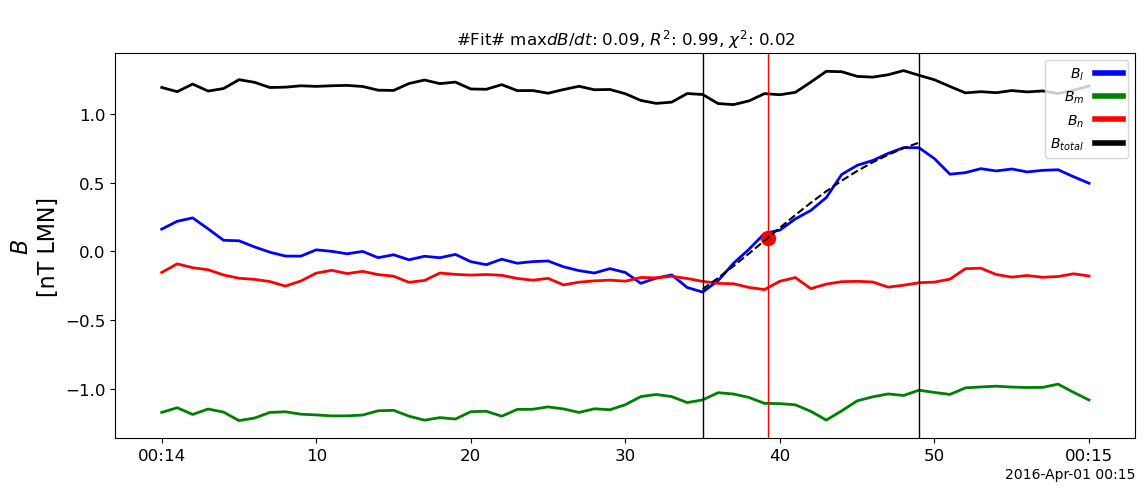 #Fit# maxdB/dt: 0.09, R²: 0.99, χ²: 0.02
B
[nT LMN]
1.0
0.5
0.0
−0.5
−1.0
B_l
B_m
B_n
B_total
00:14 10 20 30 40 50 00:15
2016-Apr-01 00:15